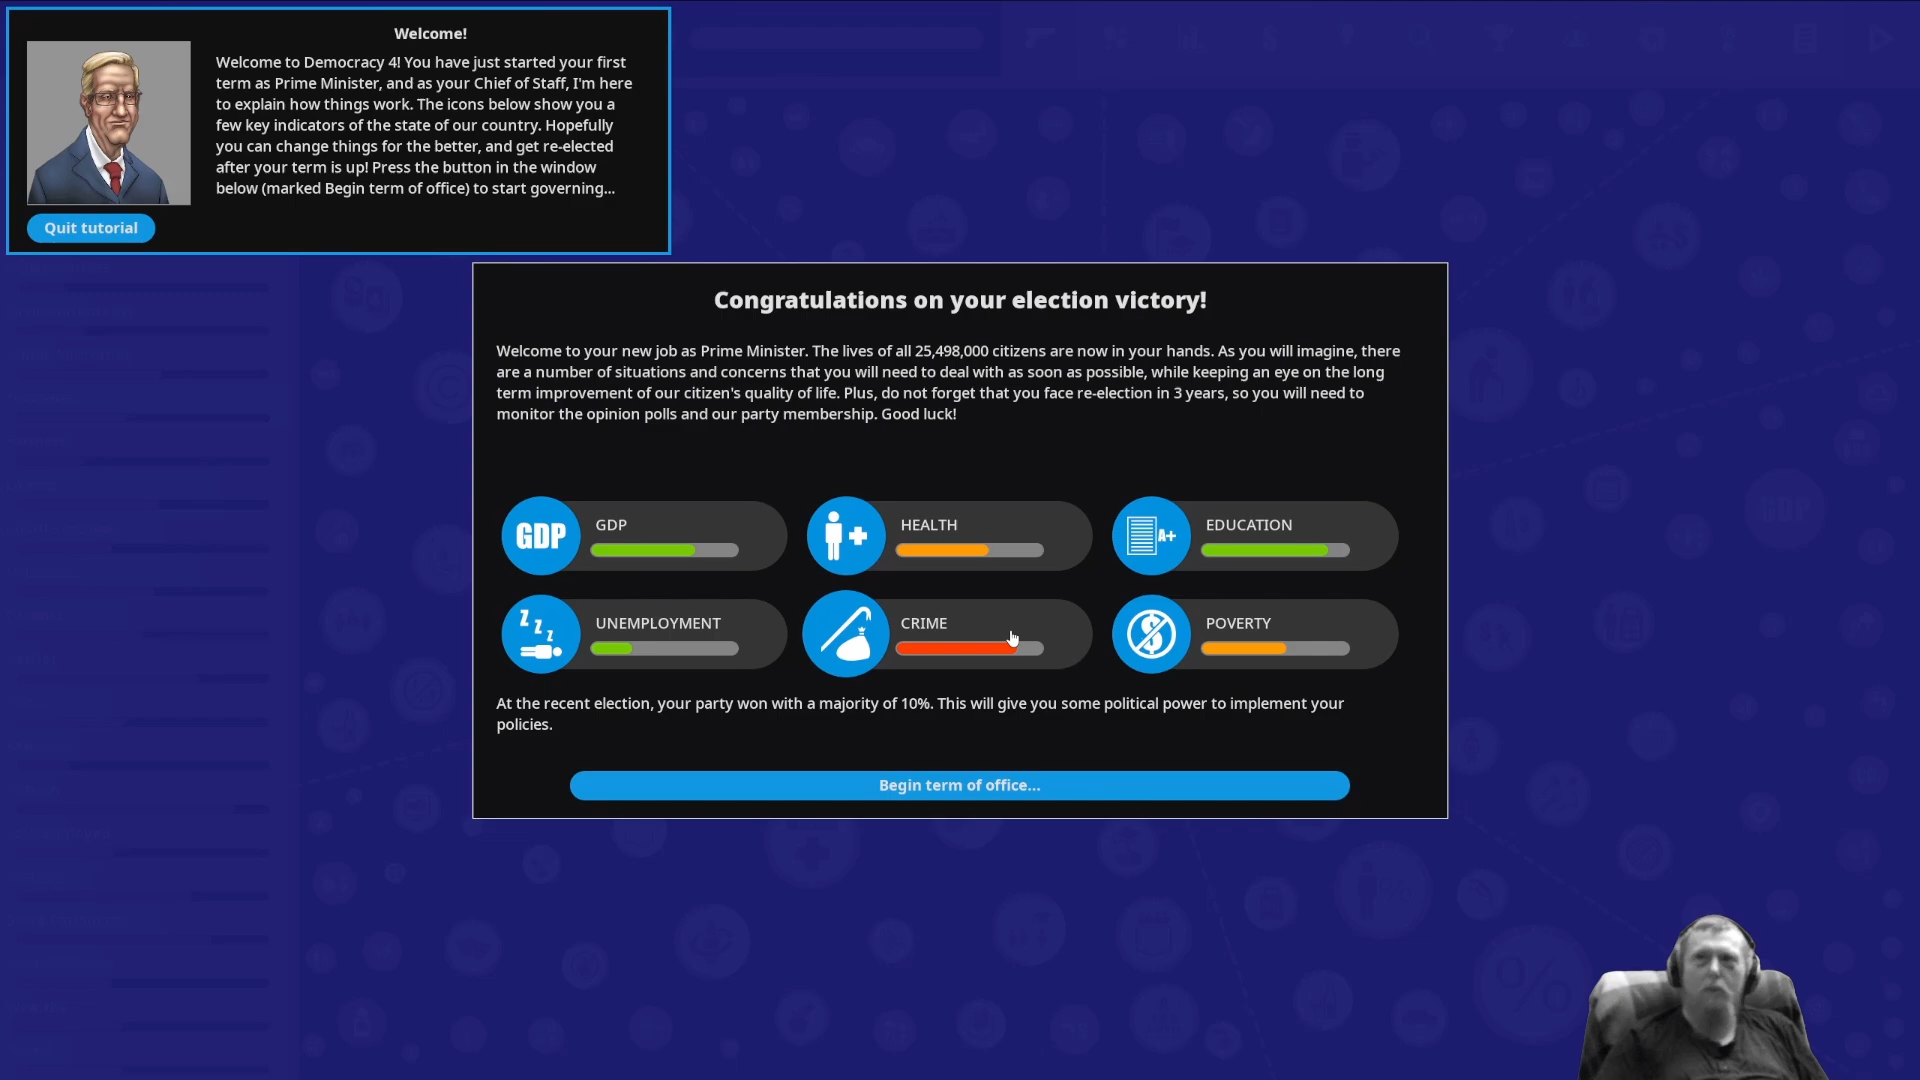 Welcome!
Welcome to Democracy 4! You have just started your first
term as Prime Minister, and as your Chief of Staff, I'm here
to explain how things work. The icons below show you a
few key indicators of the state of our country. Hopefully
you can change things for the better, and get re-elected
after your term is up! Press the button in the window
below (marked Begin term of office) to start governing...
Quit tutorial
Congratulations on your election victory!
Welcome to your new job as Prime Minister. The lives of all 25,498,000 citizens are now in your hands. As you will imagine, there
are a number of situations and concerns that you will need to deal with as soon as possible, while keeping an eye on the long
term improvement of our citizen's quality of life. Plus, do not forget that you face re-election in 3 years, so you will need to
monitor the opinion polls and our party membership. Good luck!
GDP GDP
HEALTH
A+ EDUCATION
Z Z Z UNEMPLOYMENT
CRIME
$ POVERTY
At the recent election, your party won with a majority of 10%. This will give you some political power to implement your
policies.
Begin term of office...